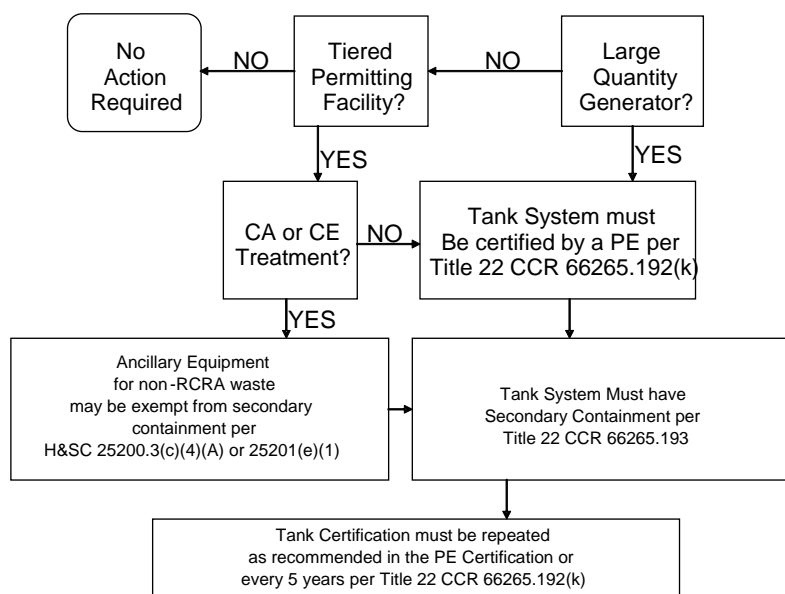 No
Action
Required
NO
Tiered
Permitting
Facility?
NO
Large
Quantity
Generator?
YES
YES
CA or CE
Treatment?
NO
Tank System must
Be certified by a PE per
Title 22 CCR 66265.192(k)
YES
Ancillary Equipment
for non-RCRA waste
may be exempt from secondary
containment per
H&SC 25200.3(c)(4)(A) or 25201(e)(1)
Tank System Must have
Secondary Containment per
Title 22 CCR 66265.193
Tank Certification must be repeated
as recommended in the PE Certification or
every 5 years per Title 22 CCR 66265.192(k)